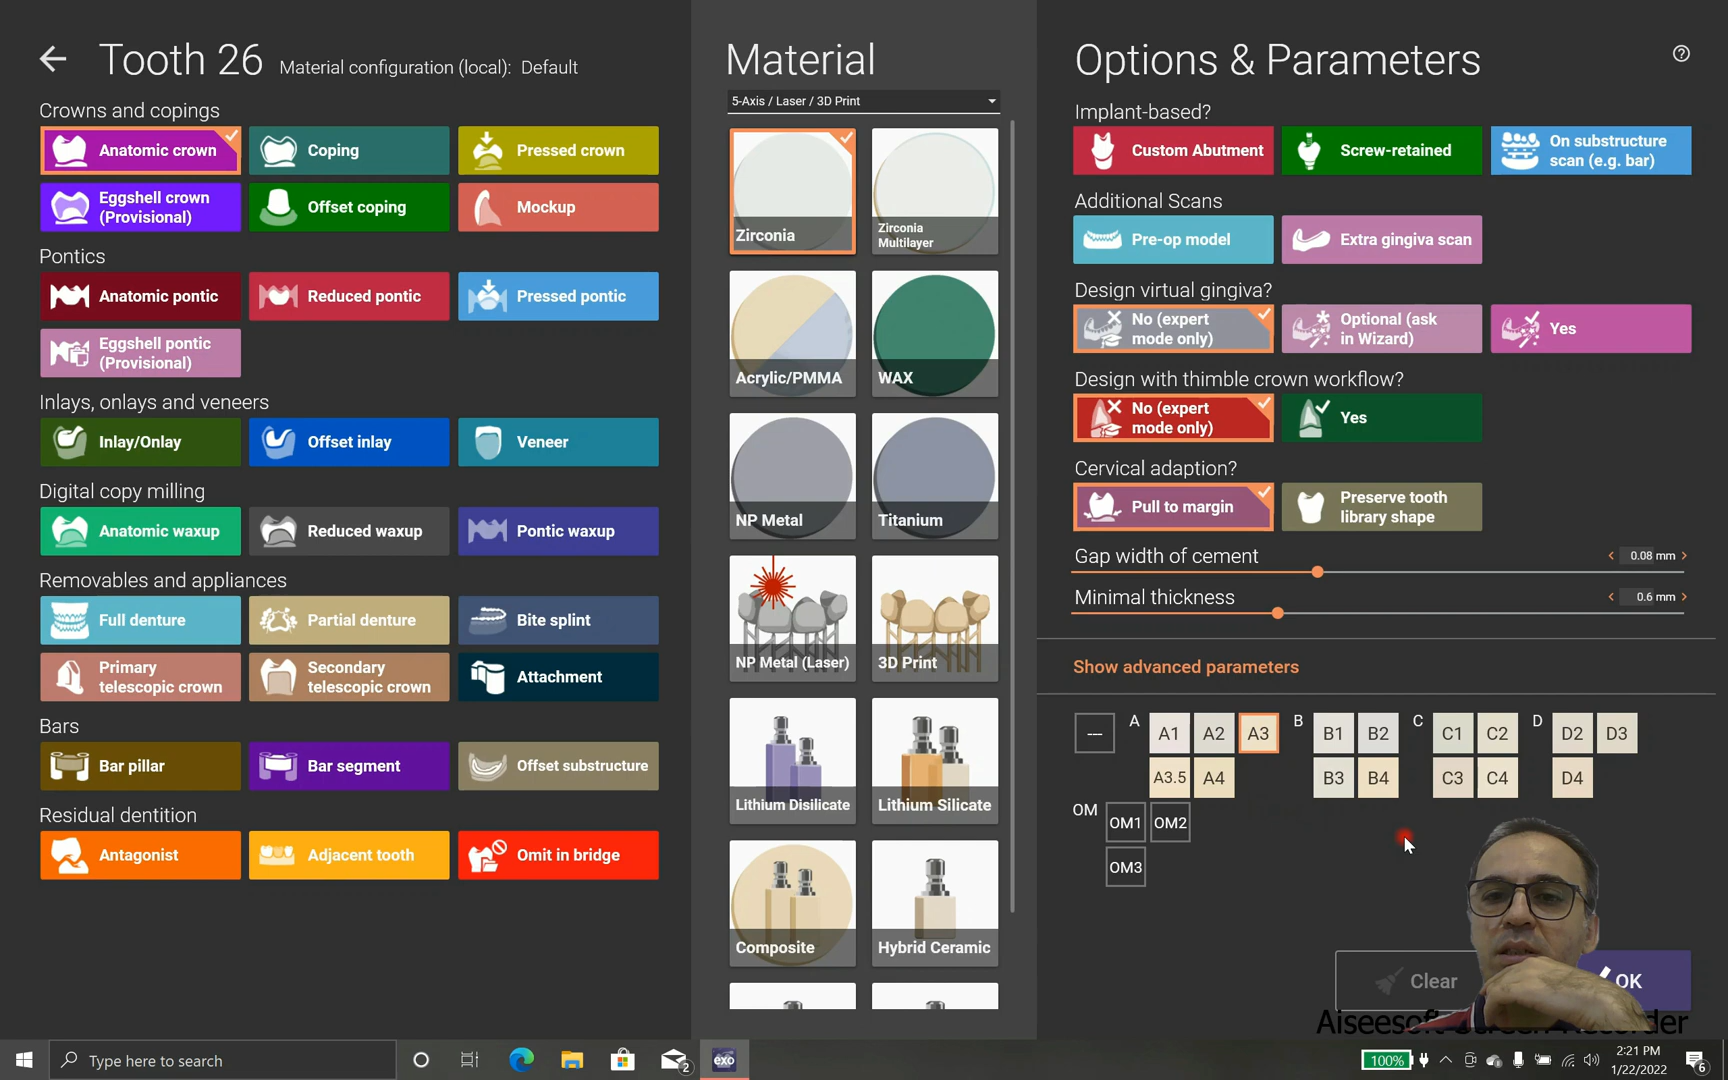 Tooth 26
Material configuration (local): Default
Crowns and copings
Anatomic crown
Coping
Pressed crown
Eggshell crown
(Provisional)
Offset coping
Mockup
Pontics
Anatomic pontic
Reduced pontic
Pressed pontic
Eggshell pontic
(Provisional)
Inlays, onlays and veneers
Inlay/Onlay
Offset inlay
Veneer
Digital copy milling
Anatomic waxup
Reduced waxup
Pontic waxup
Removables and appliances
Full denture
Partial denture
Bite splint
Primary
telescopic crown
Secondary
telescopic crown
Attachment
Bars
Bar pillar
Bar segment
Offset substructure
Residual dentition
Antagonist
Adjacent tooth
Omit in bridge
Material
5-Axis / Laser / 3D Print
Zirconia
Zirconia
Multilayer
Acrylic/PMMA
WAX
NP Metal
Titanium
NP Metal (Laser)
3D Print
Lithium Disilicate
Lithium Silicate
Composite
Hybrid Ceramic
Options & Parameters
Implant-based?
Custom Abutment
Screw-retained
On substructure
scan (e.g. bar)
Additional Scans
Pre-op model
Extra gingiva scan
Design virtual gingiva?
No (expert
mode only)
Optional (ask
in Wizard)
Yes
Design with thimble crown workflow?
No (expert
mode only)
Yes
Cervical adaption?
Pull to margin
Preserve tooth
library shape
Gap width of cement
0.08 mm
Minimal thickness
0.6 mm
Show advanced parameters
---
A A1 A2 A3 B B1 B2 C C1 C2 D D2 D3
A3.5 A4 B3 B4 C3 C4 D4
OM OM1 OM2
OM3
Clear
OK
Aiseesoft
Type here to search
2
exo
100%
2:21 PM
1/22/2022
6